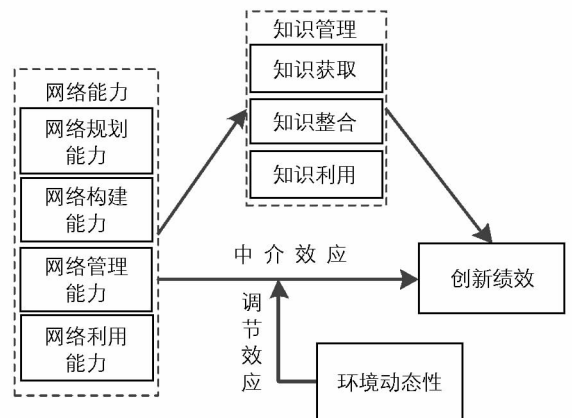 知识管理
知识获取
知识整合
知识利用
网络能力
网络规划
能力
网络构建
能力
网络管理
能力
网络利用
能力
中介效应
调
节
效
应
创新绩效
环境动态性